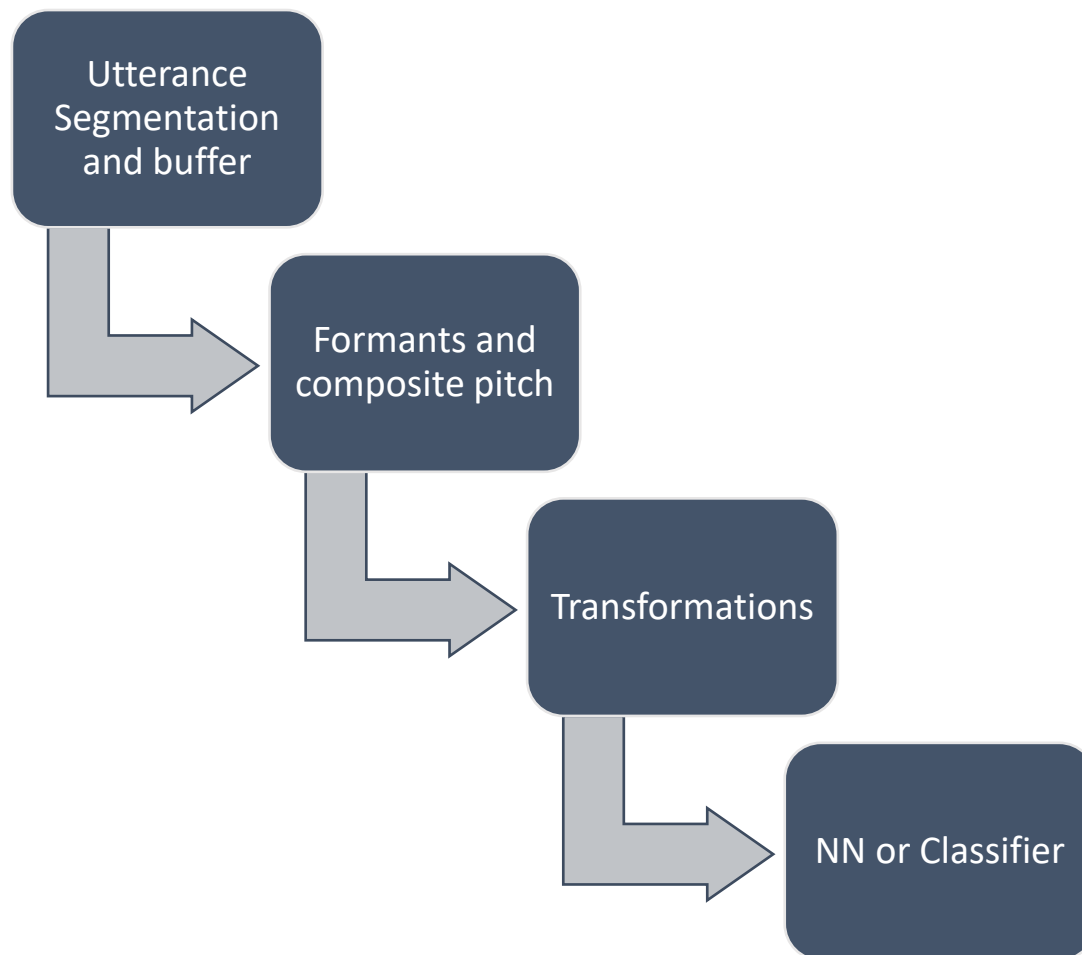 Utterance
Segmentation
and buffer
Formants and
composite pitch
Transformations
NN or Classifier